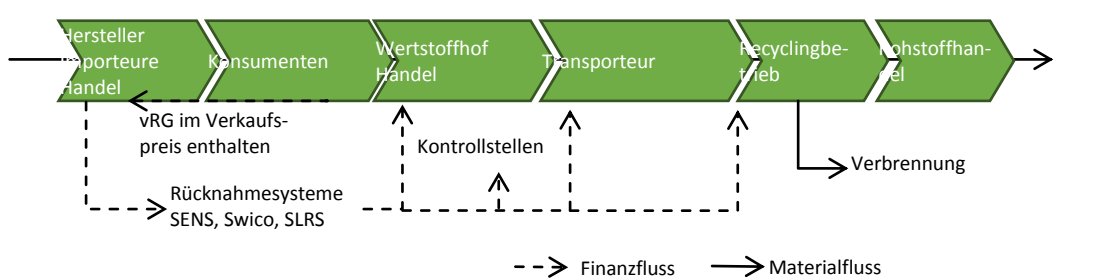 Hersteller
Importeure
Handel
Konsumenten
Wertstoffhof
Handel
Transporteur
Recyclingbe-
trieb
Rohstoffhan-
del
vRG im Verkaufs-
preis enthalten
Kontrollstellen
Verbrennung
Rücknahmesysteme
SENS, Swico, SLRS
Finanzfluss
Materialfluss